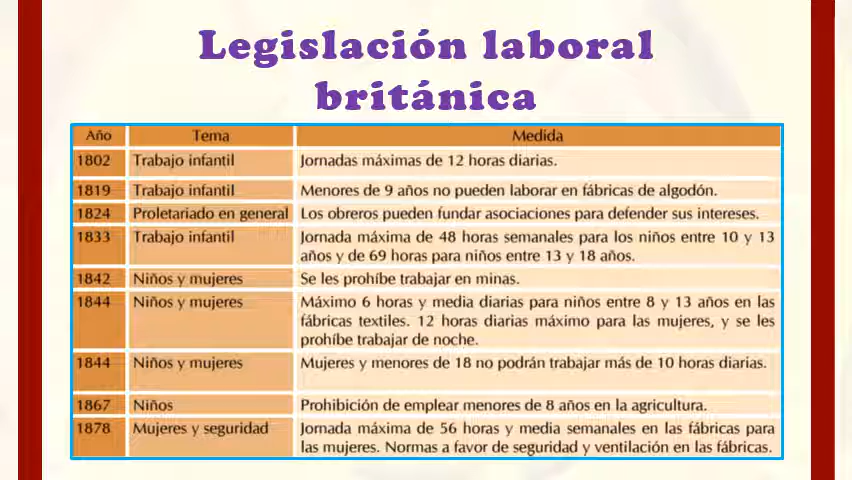 Legislación laboral
británica
Año Tema Medida
1802 Trabajo infantil Jornadas máximas de 12 horas diarias.
1819 Trabajo infantil Menores de 9 años no pueden laborar en fábricas de algodón.
1824 Proletariado en general Los obreros pueden fundar asociaciones para defender sus intereses.
1833 Trabajo infantil Jornada máxima de 48 horas semanales para los niños entre 10 y 13
años y de 69 horas para niños entre 13 y 18 años.
1842 Niños y mujeres Se les prohíbe trabajar en minas.
1844 Niños y mujeres Máximo 6 horas y media diarias para niños entre 8 y 13 años en las
fábricas textiles. 12 horas diarias máximo para las mujeres, y se les
prohíbe trabajar de noche.
1844 Niños y mujeres Mujeres y menores de 18 no podrán trabajar más de 10 horas diarias.
1867 Niños Prohibición de emplear menores de 8 años en la agricultura.
1878 Mujeres y seguridad Jornada máxima de 56 horas y media semanales en las fábricas para
las mujeres. Normas a favor de seguridad y ventilación en las fábricas.